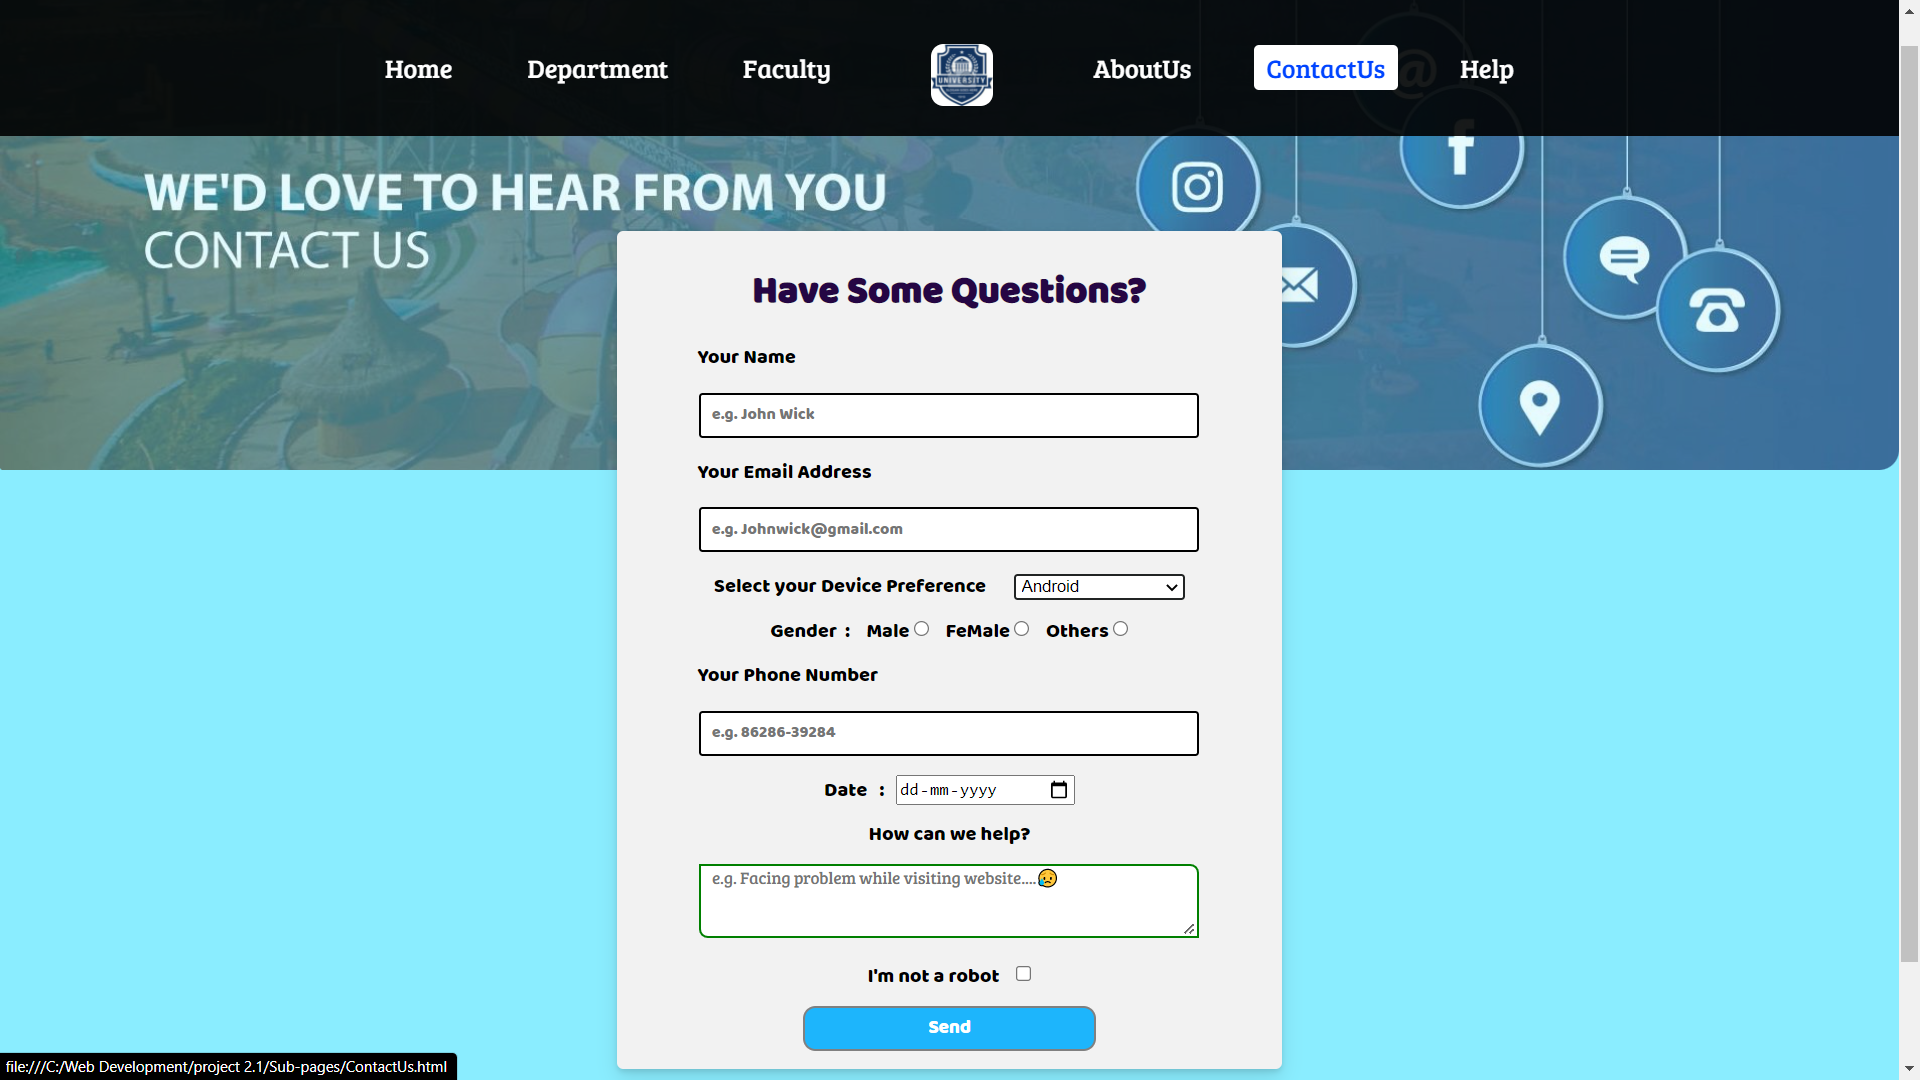 Home Department Faculty UNIVERSITY AboutUs ContactUs Help
@
WE'D LOVE TO HEAR FROM YOU
CONTACT US
Have Some Questions?
Your Name
e.g. John Wick
Your Email Address
e.g. Johnwick@gmail.com
Select your Device Preference Android
Gender : Male FeMale Others
Your Phone Number
e.g. 86286-39284
Date : dd-mm-yyyy
How can we help?
e.g. Facing problem while visiting website....😥
I'm not a robot
Send
file:///C:/Web Development/project 2.1/Sub-pages/ContactUs.html